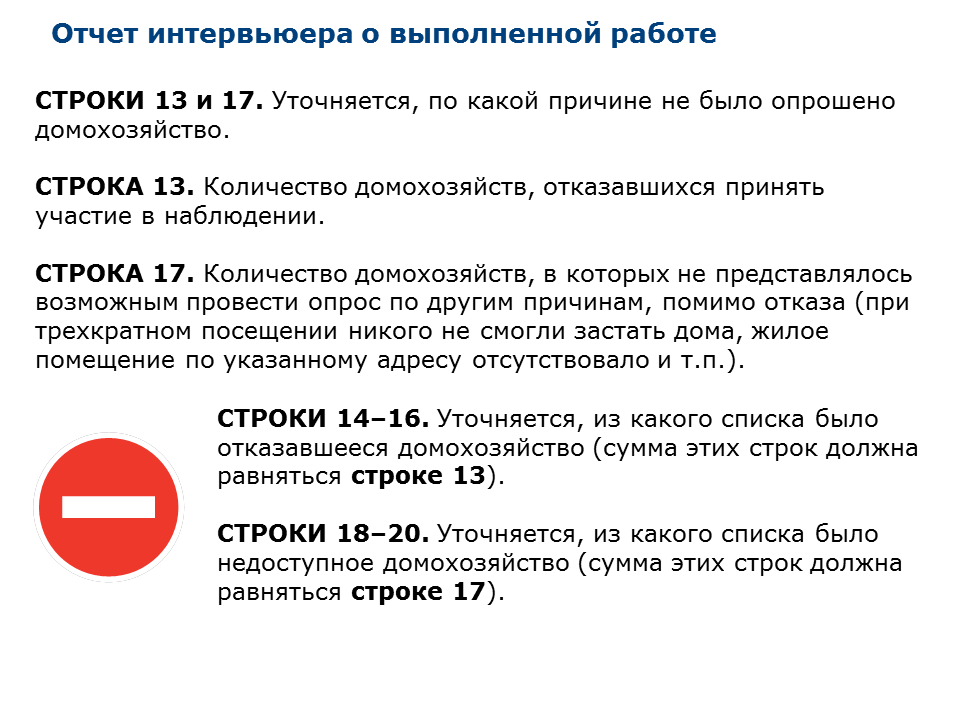 Отчет интервьюера о выполненной работе
СТРОКИ 13 и 17. Уточняется, по какой причине не было опрошено
домохозяйство.
СТРОКА 13. Количество домохозяйств, отказавшихся принять
участие в наблюдении.
СТРОКА 17. Количество домохозяйств, в которых не представлялось
возможным провести опрос по другим причинам, помимо отказа (при
трехкратном посещении никого не смогли застать дома, жилое
помещение по указанному адресу отсутствовало и т.п.).
СТРОКИ 14–16. Уточняется, из какого списка было
отказавшееся домохозяйство (сумма этих строк должна
равняться строке 13).
СТРОКИ 18–20. Уточняется, из какого списка было
недоступное домохозяйство (сумма этих строк должна
равняться строке 17).